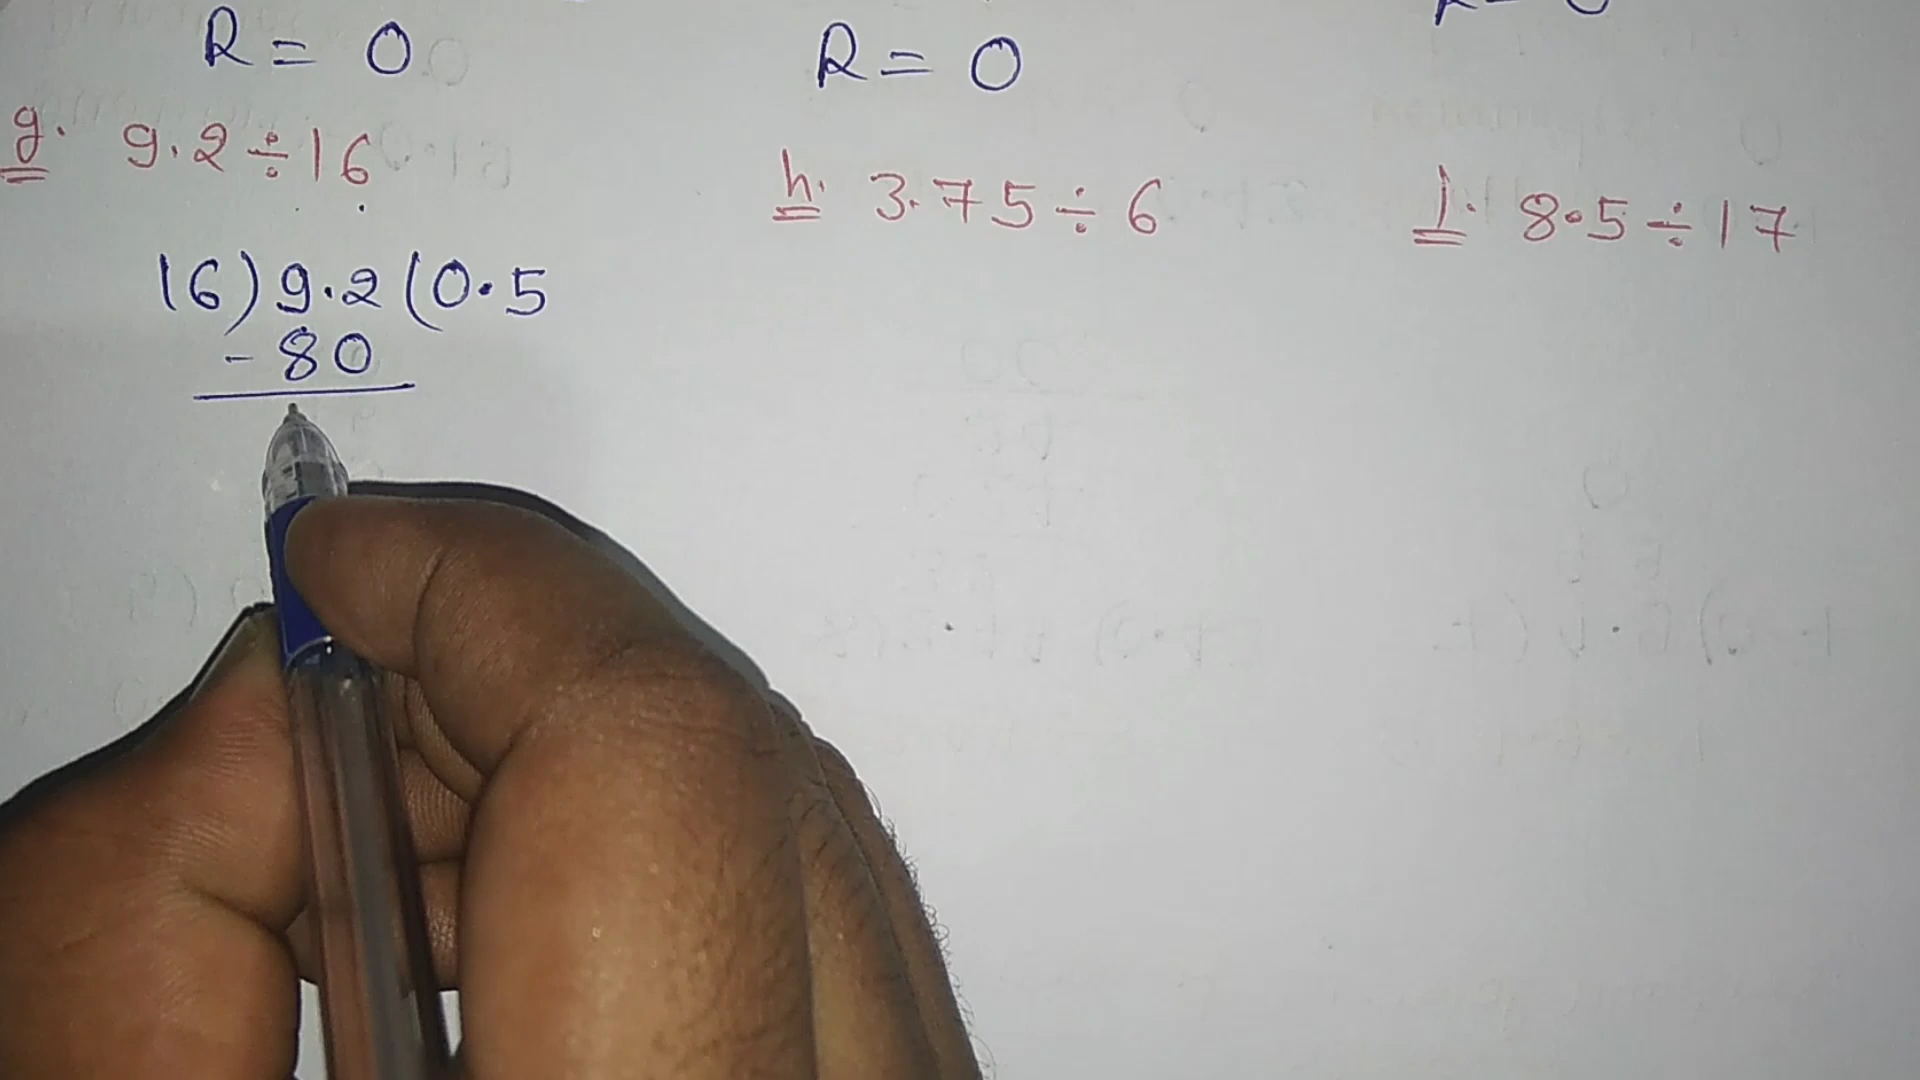 R = 0
R = 0
g. 9.2 ÷ 16
h. 3.75 ÷ 6
i. 8.5 ÷ 17
16) 9.2 (0.5
- 80